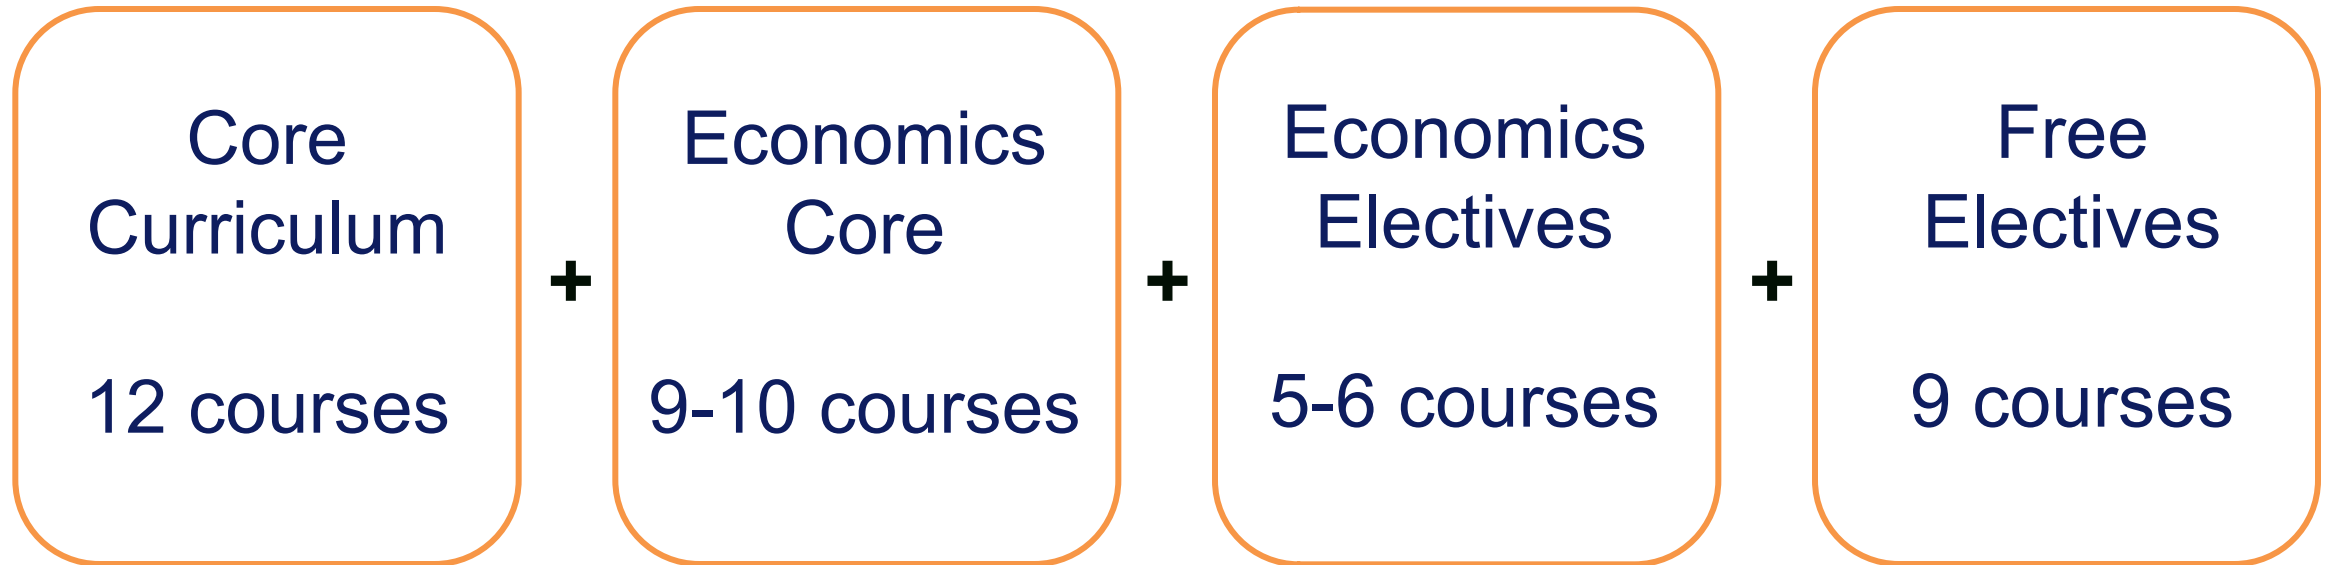 Core
Curriculum
12 courses
+
Economics
Core
9-10 courses
+
Economics
Electives
5-6 courses
+
Free
Electives
9 courses